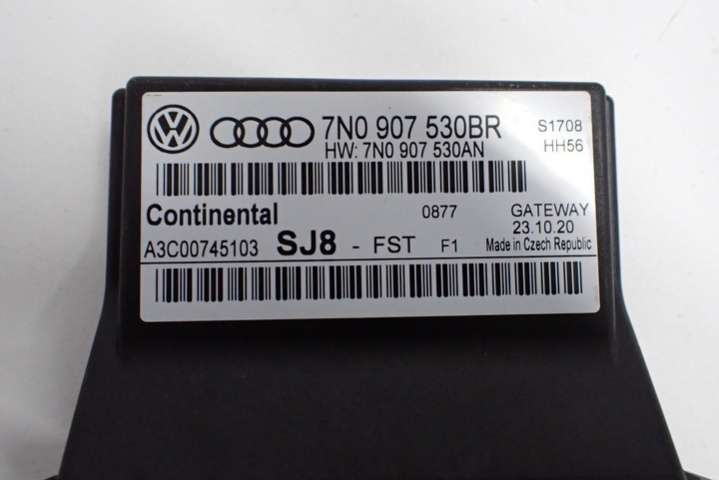 7N0 907 530BR S1708
HW: 7N0 907 530AN HH56
Continental 0877 GATEWAY
23.10.20
A3C00745103 SJ8 - FST F1 Made in Czech Republic